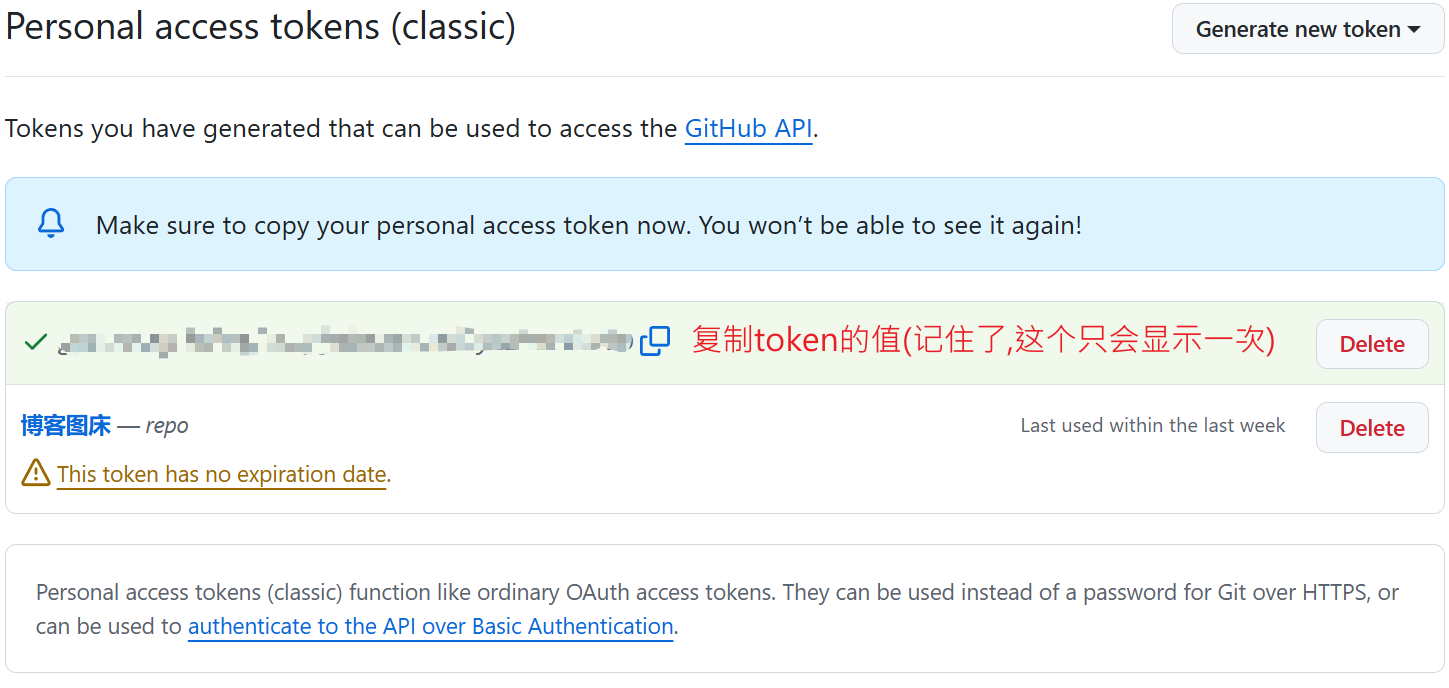 Personal access tokens (classic)
Generate new token
Tokens you have generated that can be used to access the GitHub API.
Make sure to copy your personal access token now. You won’t be able to see it again!
复制token的值(记住了,这个只会显示一次)
Delete
博客图床 — repo
Last used within the last week
Delete
This token has no expiration date.
Personal access tokens (classic) function like ordinary OAuth access tokens. They can be used instead of a password for Git over HTTPS, or
can be used to authenticate to the API over Basic Authentication.